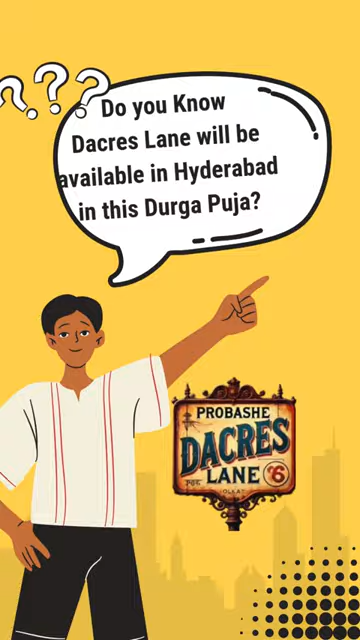 ???
Do you Know
Dacres Lane will be
available in Hyderabad
in this Durga Puja?
PROBASHE
DACRES
LANE